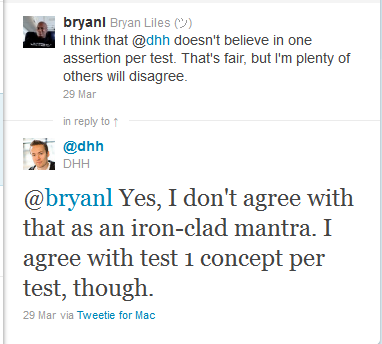 bryanl Bryan Liles (ツ)
I think that @dhh doesn't believe in one
assertion per test. That's fair, but I'm plenty of
others will disagree.
29 Mar
in reply to ↑
@dhh
DHH
@bryanl Yes, I don't agree with
that as an iron-clad mantra. I
agree with test 1 concept per
test, though.
29 Mar via Tweetie for Mac